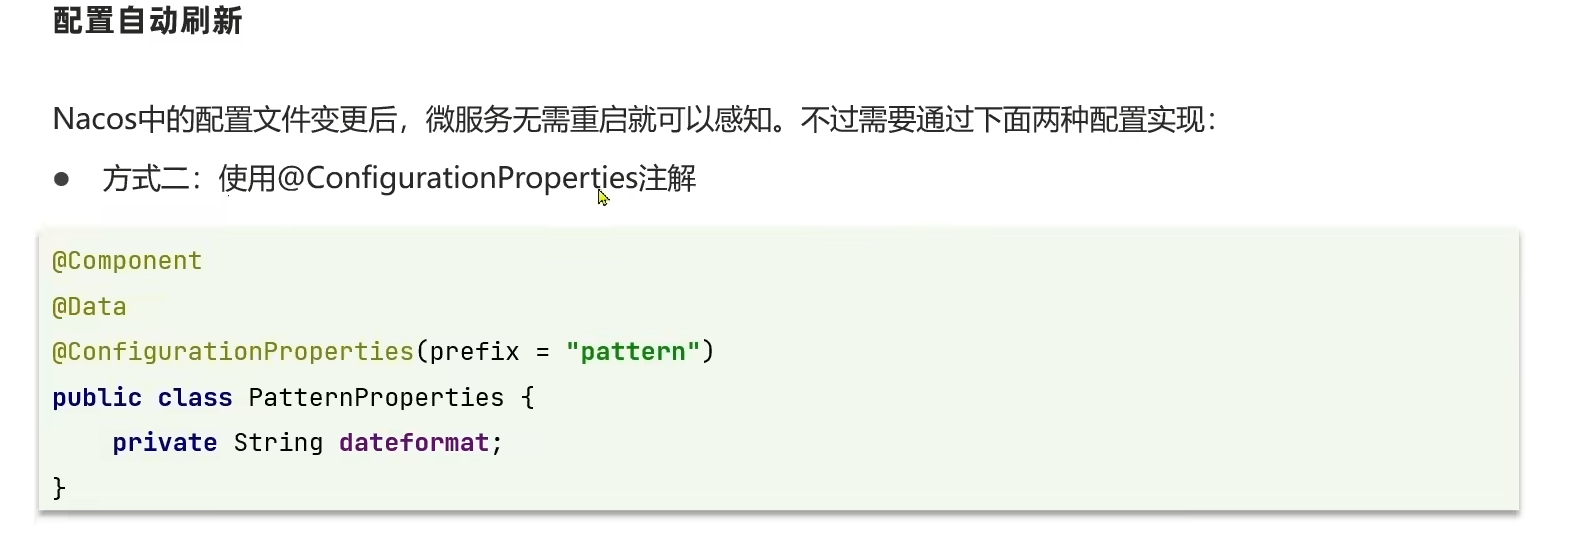 配置自动刷新
Nacos中的配置文件变更后，微服务无需重启就可以感知。不过需要通过下面两种配置实现：
● 方式二：使用@ConfigurationProperties注解
@Component
@Data
@ConfigurationProperties(prefix = "pattern")
public class PatternProperties {
    private String dateformat;
}